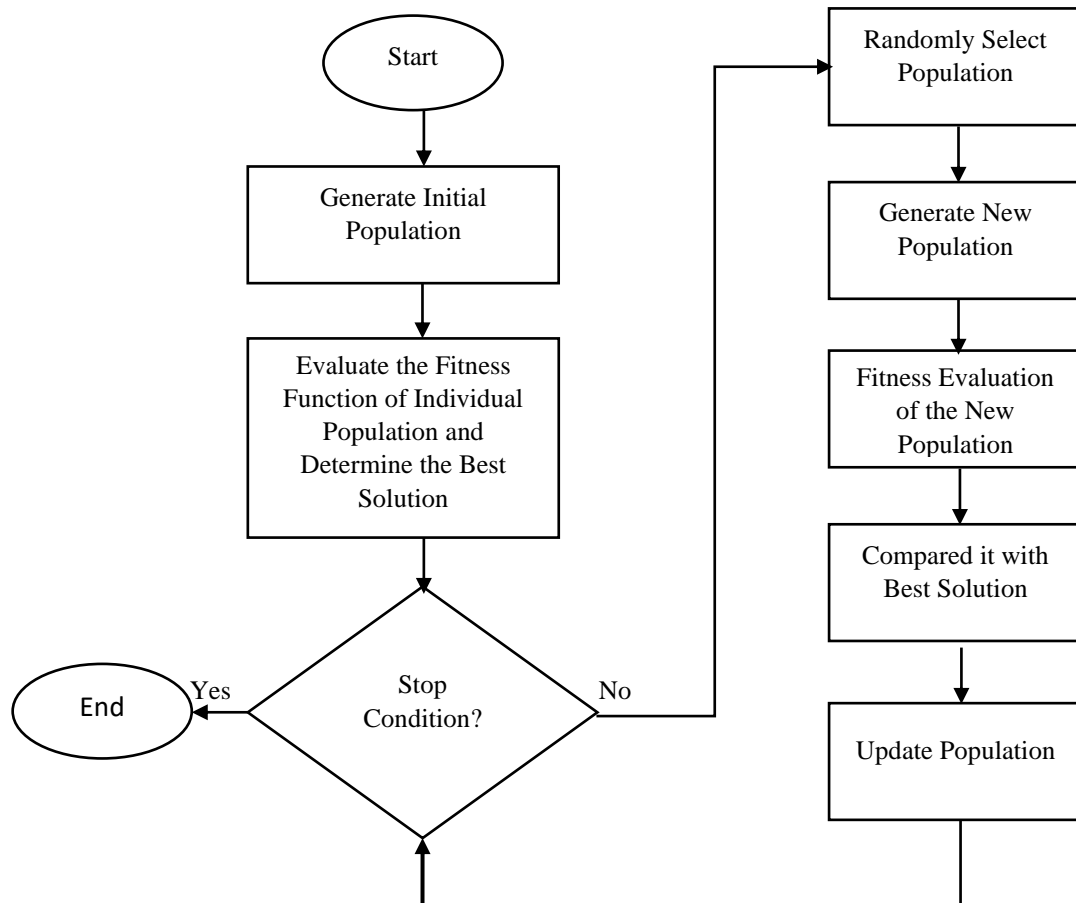 Start
Generate Initial
Population
Evaluate the Fitness
Function of Individual
Population and
Determine the Best
Solution
Stop
Condition?
Yes
End
No
Randomly Select
Population
Generate New
Population
Fitness Evaluation
of the New
Population
Compared it with
Best Solution
Update Population